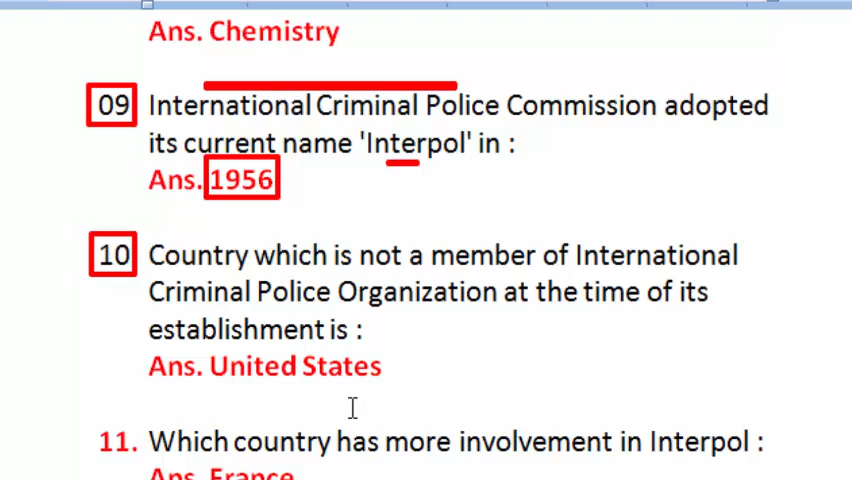 Ans. Chemistry
09 International Criminal Police Commission adopted
its current name 'Interpol' in :
Ans. 1956
10 Country which is not a member of International
Criminal Police Organization at the time of its
establishment is :
Ans. United States
11. Which country has more involvement in Interpol :
Ans. France